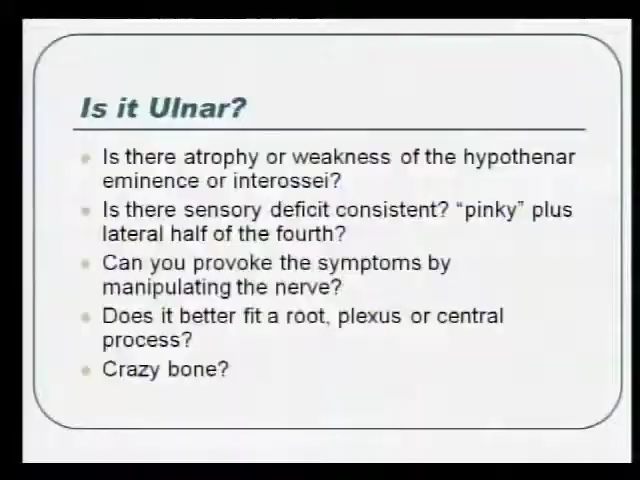 Is it Ulnar?
Is there atrophy or weakness of the hypothenar
eminence or interossei?
Is there sensory deficit consistent? “pinky” plus
lateral half of the fourth?
Can you provoke the symptoms by
manipulating the nerve?
Does it better fit a root, plexus or central
process?
Crazy bone?